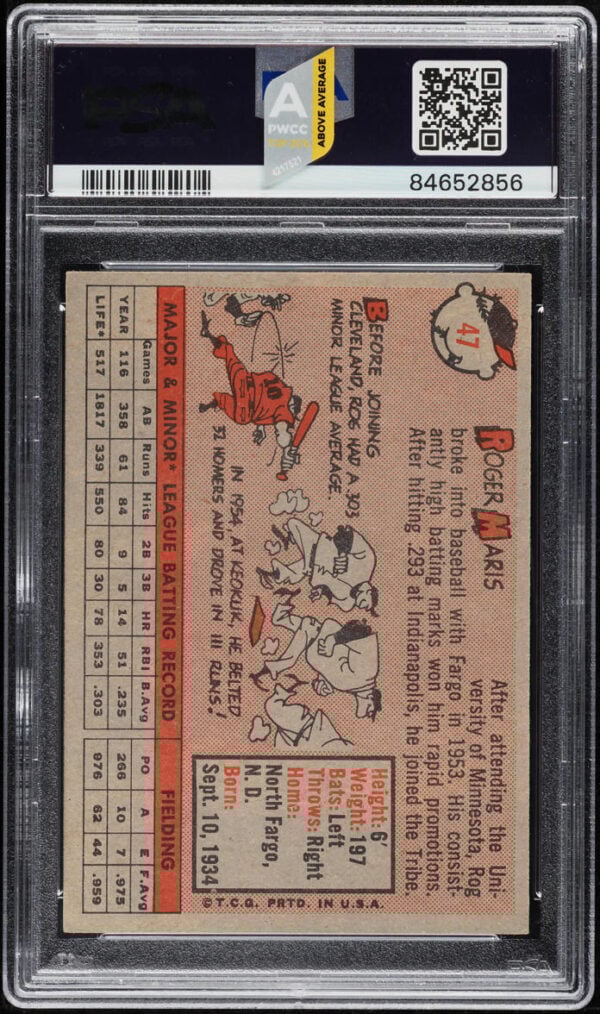 PSA
A
PWCC
ABOVE AVERAGE
4217521
84652856
47
ROGER MARIS
After attending the Uni-
versity of Minnesota, Rog
broke into baseball with Fargo in 1953. His consist-
antly high batting marks won him rapid promotions.
After hitting .293 at Indianapolis, he joined the Tribe.
BEFORE JOINING
CLEVELAND, ROG HAD A .303
MINOR LEAGUE AVERAGE.
10
IN 1954, AT KEOKUK, HE BELTED
32 HOMERS AND DROVE IN 111 RUNS!
Height: 6'
Weight: 197
Bats: Left
Throws: Right
Home:
North Fargo,
N. D.
Born:
Sept. 10, 1934
©T.C.G. PRTD. IN U.S.A.
MAJOR & MINOR* LEAGUE BATTING RECORD FIELDING
Games AB Runs Hits 2B 3B HR RBI B.Avg PO A E F.Avg
YEAR 116 358 61 84 9 5 14 51 .235 266 10 7 .975
LIFE* 517 1817 339 550 80 30 78 353 .303 976 62 44 .959